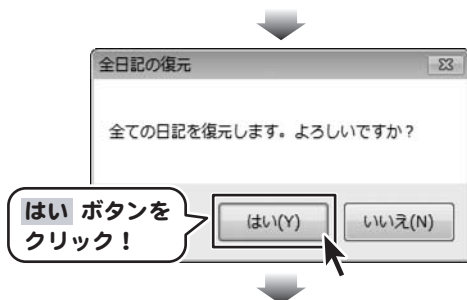 全日記の復元
全ての日記を復元します。よろしいですか？
はい ボタンを
クリック！
はい(Y)
いいえ(N)